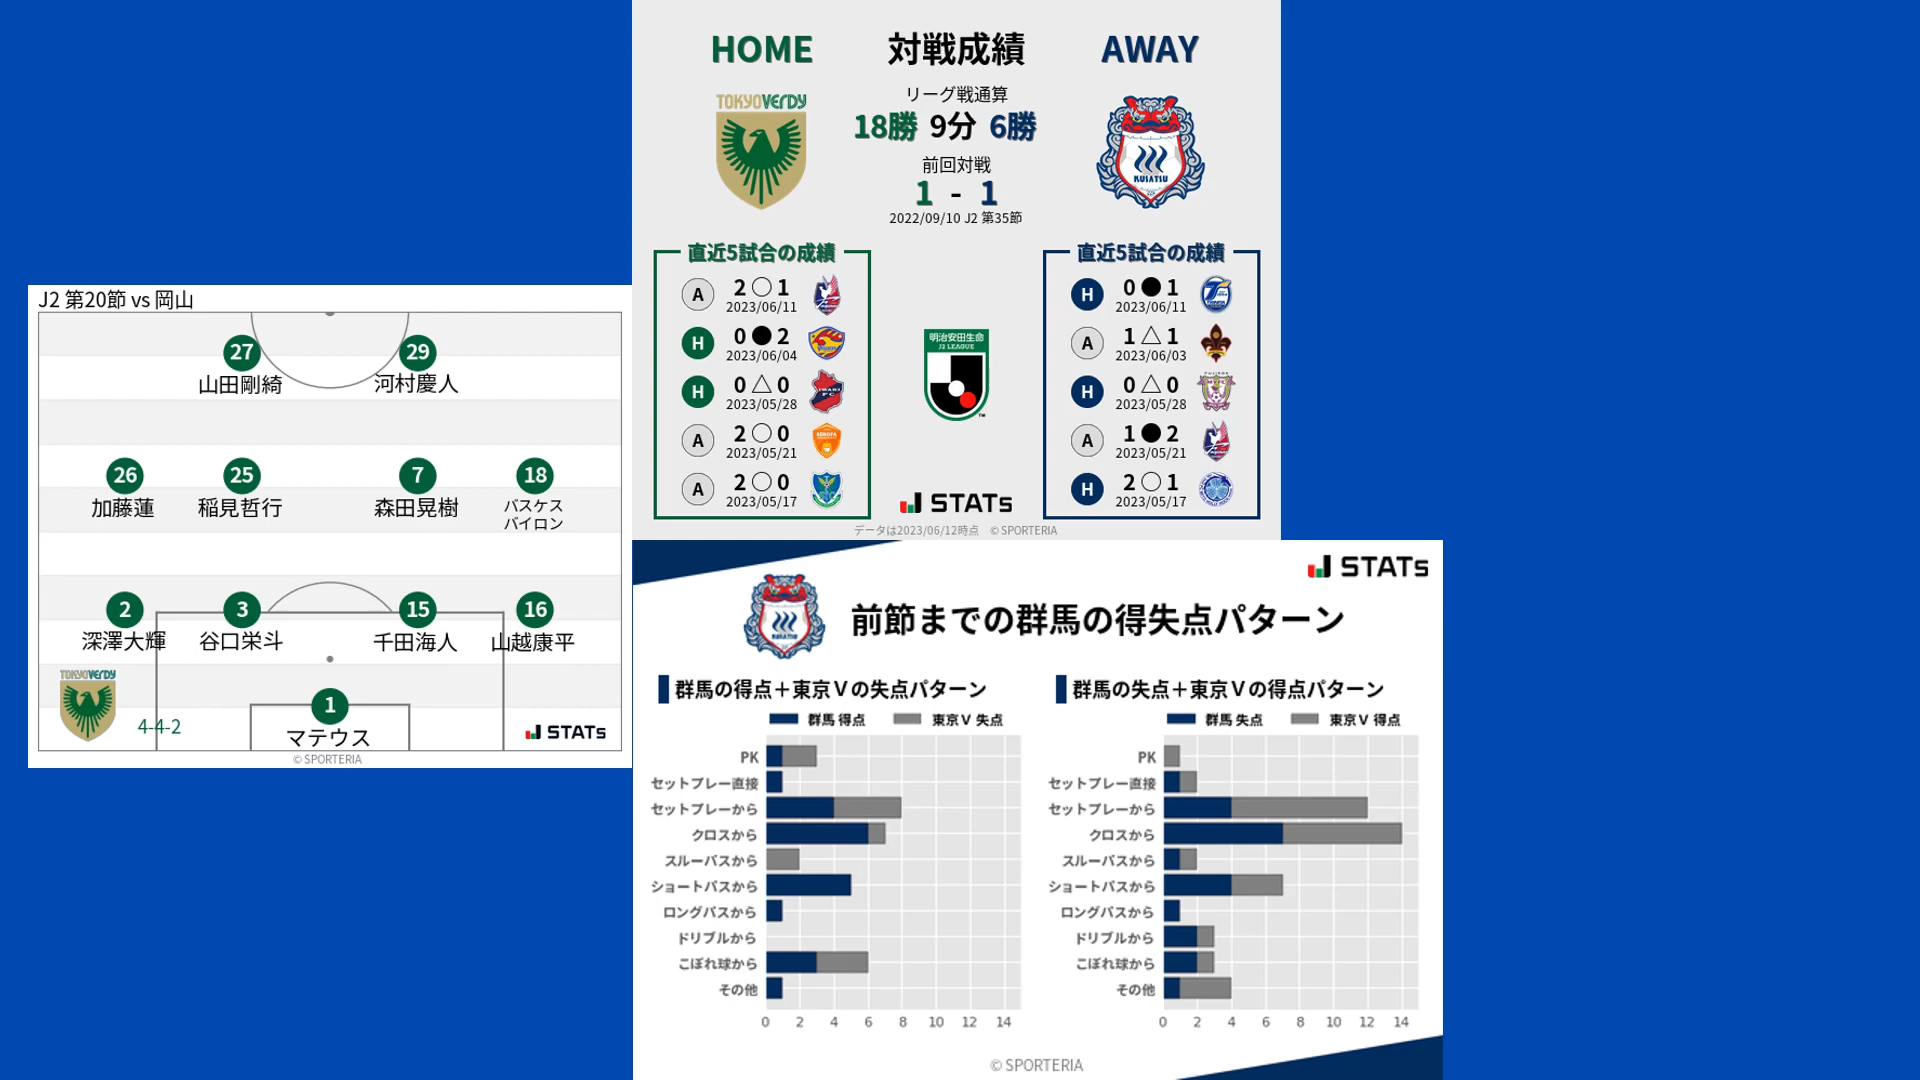 J2 第20節 vs 岡山
27
山田剛綺
29
河村慶人
26
加藤蓮
25
稲見哲行
7
森田晃樹
18
バスケス
バイロン
2
深澤大輝
3
谷口栄斗
15
千田海人
16
山越康平
1
マテウス
TOKYO VERDY
4-4-2
STATs
© SPORTERIA
HOME 対戦成績 AWAY
TOKYO VERDY
KUSATSU
リーグ戦通算
18勝 9分 6勝
前回対戦
1 - 1
2022/09/10 J2 第35節
直近5試合の成績
A 2 ○ 1
2023/06/11
H 0 ● 2
2023/06/04
H 0 △ 0
2023/05/28
A 2 ○ 0
2023/05/21
A 2 ○ 0
2023/05/17
明治安田生命
J2 LEAGUE
TM
STATs
直近5試合の成績
H 0 ● 1
2023/06/11
A 1 △ 1
2023/06/03
H 0 △ 0
2023/05/28
A 1 ● 2
2023/05/21
H 2 ○ 1
2023/05/17
データは2023/06/12時点 © SPORTERIA
STATs
KUSATSU
前節までの群馬の得失点パターン
群馬の得点＋東京Ｖの失点パターン
群馬 得点 東京Ｖ 失点
PK
セットプレー直接
セットプレーから
クロスから
スルーパスから
ショートパスから
ロングパスから
ドリブルから
こぼれ球から
その他
0 2 4 6 8 10 12 14
群馬の失点＋東京Ｖの得点パターン
群馬 失点 東京Ｖ 得点
PK
セットプレー直接
セットプレーから
クロスから
スルーパスから
ショートパスから
ロングパスから
ドリブルから
こぼれ球から
その他
0 2 4 6 8 10 12 14
© SPORTERIA